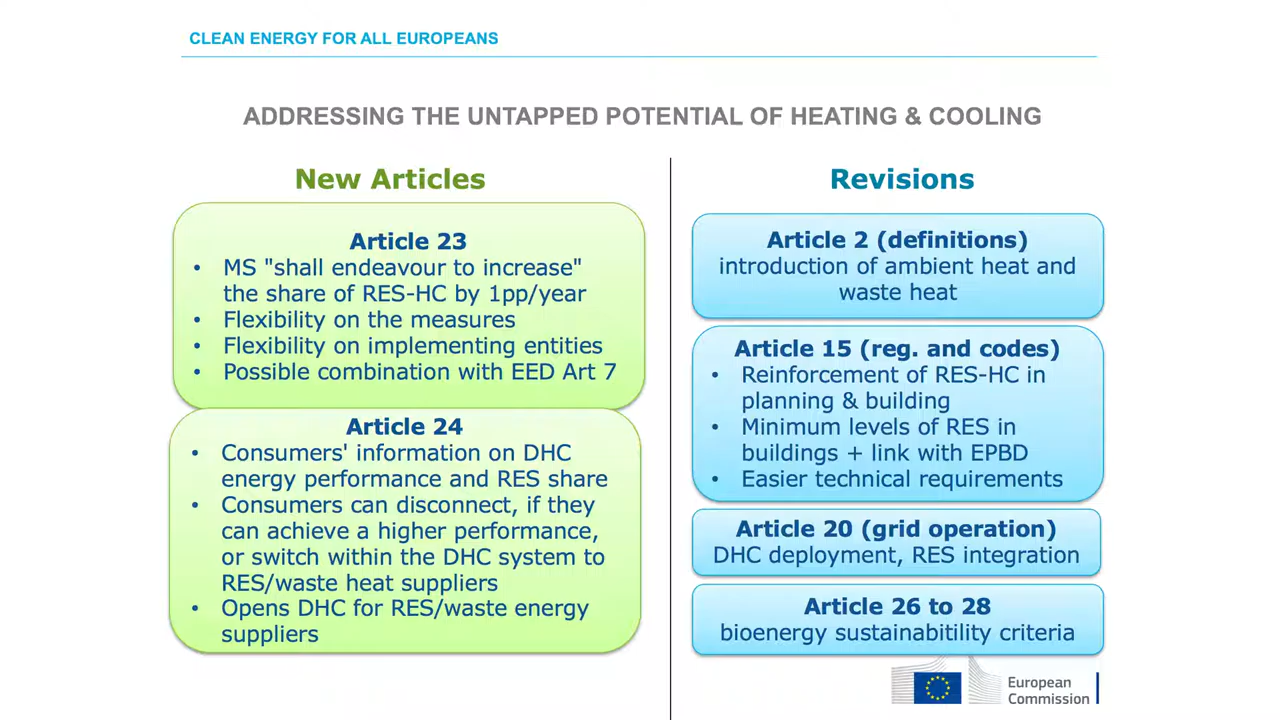 CLEAN ENERGY FOR ALL EUROPEANS
ADDRESSING THE UNTAPPED POTENTIAL OF HEATING & COOLING
New Articles
Article 23
• MS "shall endeavour to increase"
the share of RES-HC by 1pp/year
• Flexibility on the measures
• Flexibility on implementing entities
• Possible combination with EED Art 7
Article 24
• Consumers' information on DHC
energy performance and RES share
• Consumers can disconnect, if they
can achieve a higher performance,
or switch within the DHC system to
RES/waste heat suppliers
• Opens DHC for RES/waste energy
suppliers
Revisions
Article 2 (definitions)
introduction of ambient heat and
waste heat
Article 15 (reg. and codes)
• Reinforcement of RES-HC in
planning & building
• Minimum levels of RES in
buildings + link with EPBD
• Easier technical requirements
Article 20 (grid operation)
DHC deployment, RES integration
Article 26 to 28
bioenergy sustainabitility criteria
European
Commission